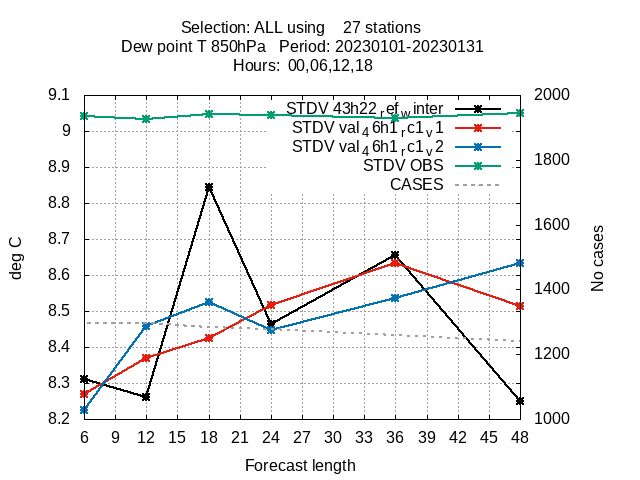 Selection: ALL using    27 stations
Dew point T 850hPa   Period: 20230101-20230131
Hours:  00,06,12,18
9.1
9
8.9
8.8
8.7
8.6
8.5
8.4
8.3
8.2
deg C
STDV 43h22refwinter
STDV val46h1rc1v1
STDV val46h1rc1v2
STDV OBS
CASES
2000
1800
1600
1400
1200
1000
No cases
6 9 12 15 18 21 24 27 30 33 36 39 42 45 48
Forecast length